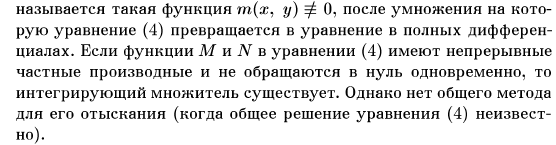 называется такая функция m(x, y) ≢ 0, после умножения на кото-
рую уравнение (4) превращается в уравнение в полных дифферен-
циалах. Если функции M и N в уравнении (4) имеют непрерывные
частные производные и не обращаются в нуль одновременно, то
интегрирующий множитель существует. Однако нет общего метода
для его отыскания (когда общее решение уравнения (4) неизвест-
но).